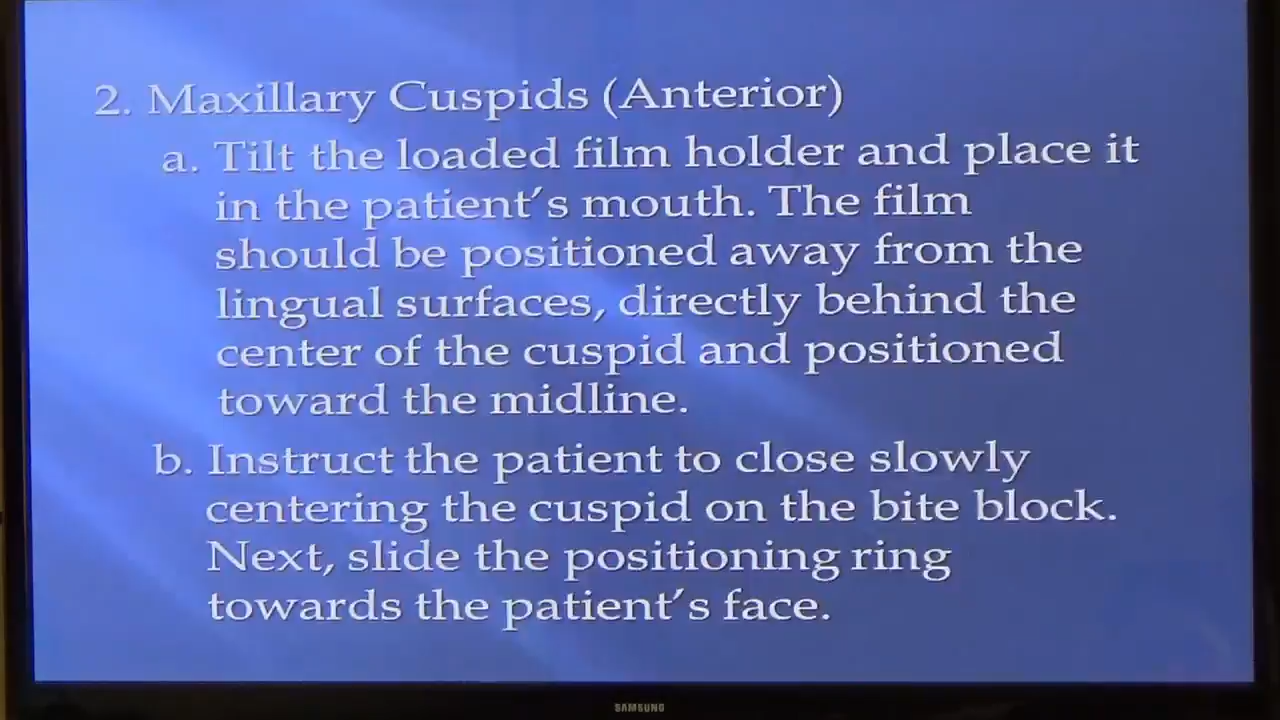 2. Maxillary Cuspids (Anterior)
a. Tilt the loaded film holder and place it
in the patient's mouth. The film
should be positioned away from the
lingual surfaces, directly behind the
center of the cuspid and positioned
toward the midline.
b. Instruct the patient to close slowly
centering the cuspid on the bite block.
Next, slide the positioning ring
towards the patient's face.
SAMSUNG